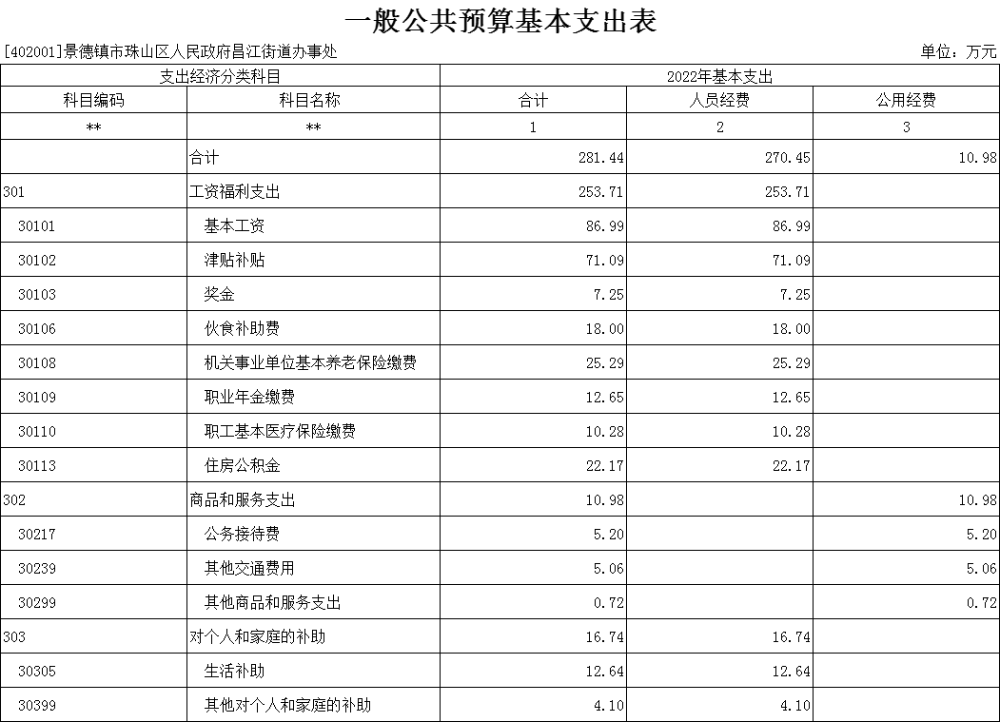 一般公共预算基本支出表
[402001]景德镇市珠山区人民政府昌江街道办事处 单位：万元
支出经济分类科目 2022年基本支出
科目编码 科目名称 合计 人员经费 公用经费
** ** 1 2 3
合计 281.44 270.45 10.98
301 工资福利支出 253.71 253.71
30101 基本工资 86.99 86.99
30102 津贴补贴 71.09 71.09
30103 奖金 7.25 7.25
30106 伙食补助费 18.00 18.00
30108 机关事业单位基本养老保险缴费 25.29 25.29
30109 职业年金缴费 12.65 12.65
30110 职工基本医疗保险缴费 10.28 10.28
30113 住房公积金 22.17 22.17
302 商品和服务支出 10.98 10.98
30217 公务接待费 5.20 5.20
30239 其他交通费用 5.06 5.06
30299 其他商品和服务支出 0.72 0.72
303 对个人和家庭的补助 16.74 16.74
30305 生活补助 12.64 12.64
30399 其他对个人和家庭的补助 4.10 4.10